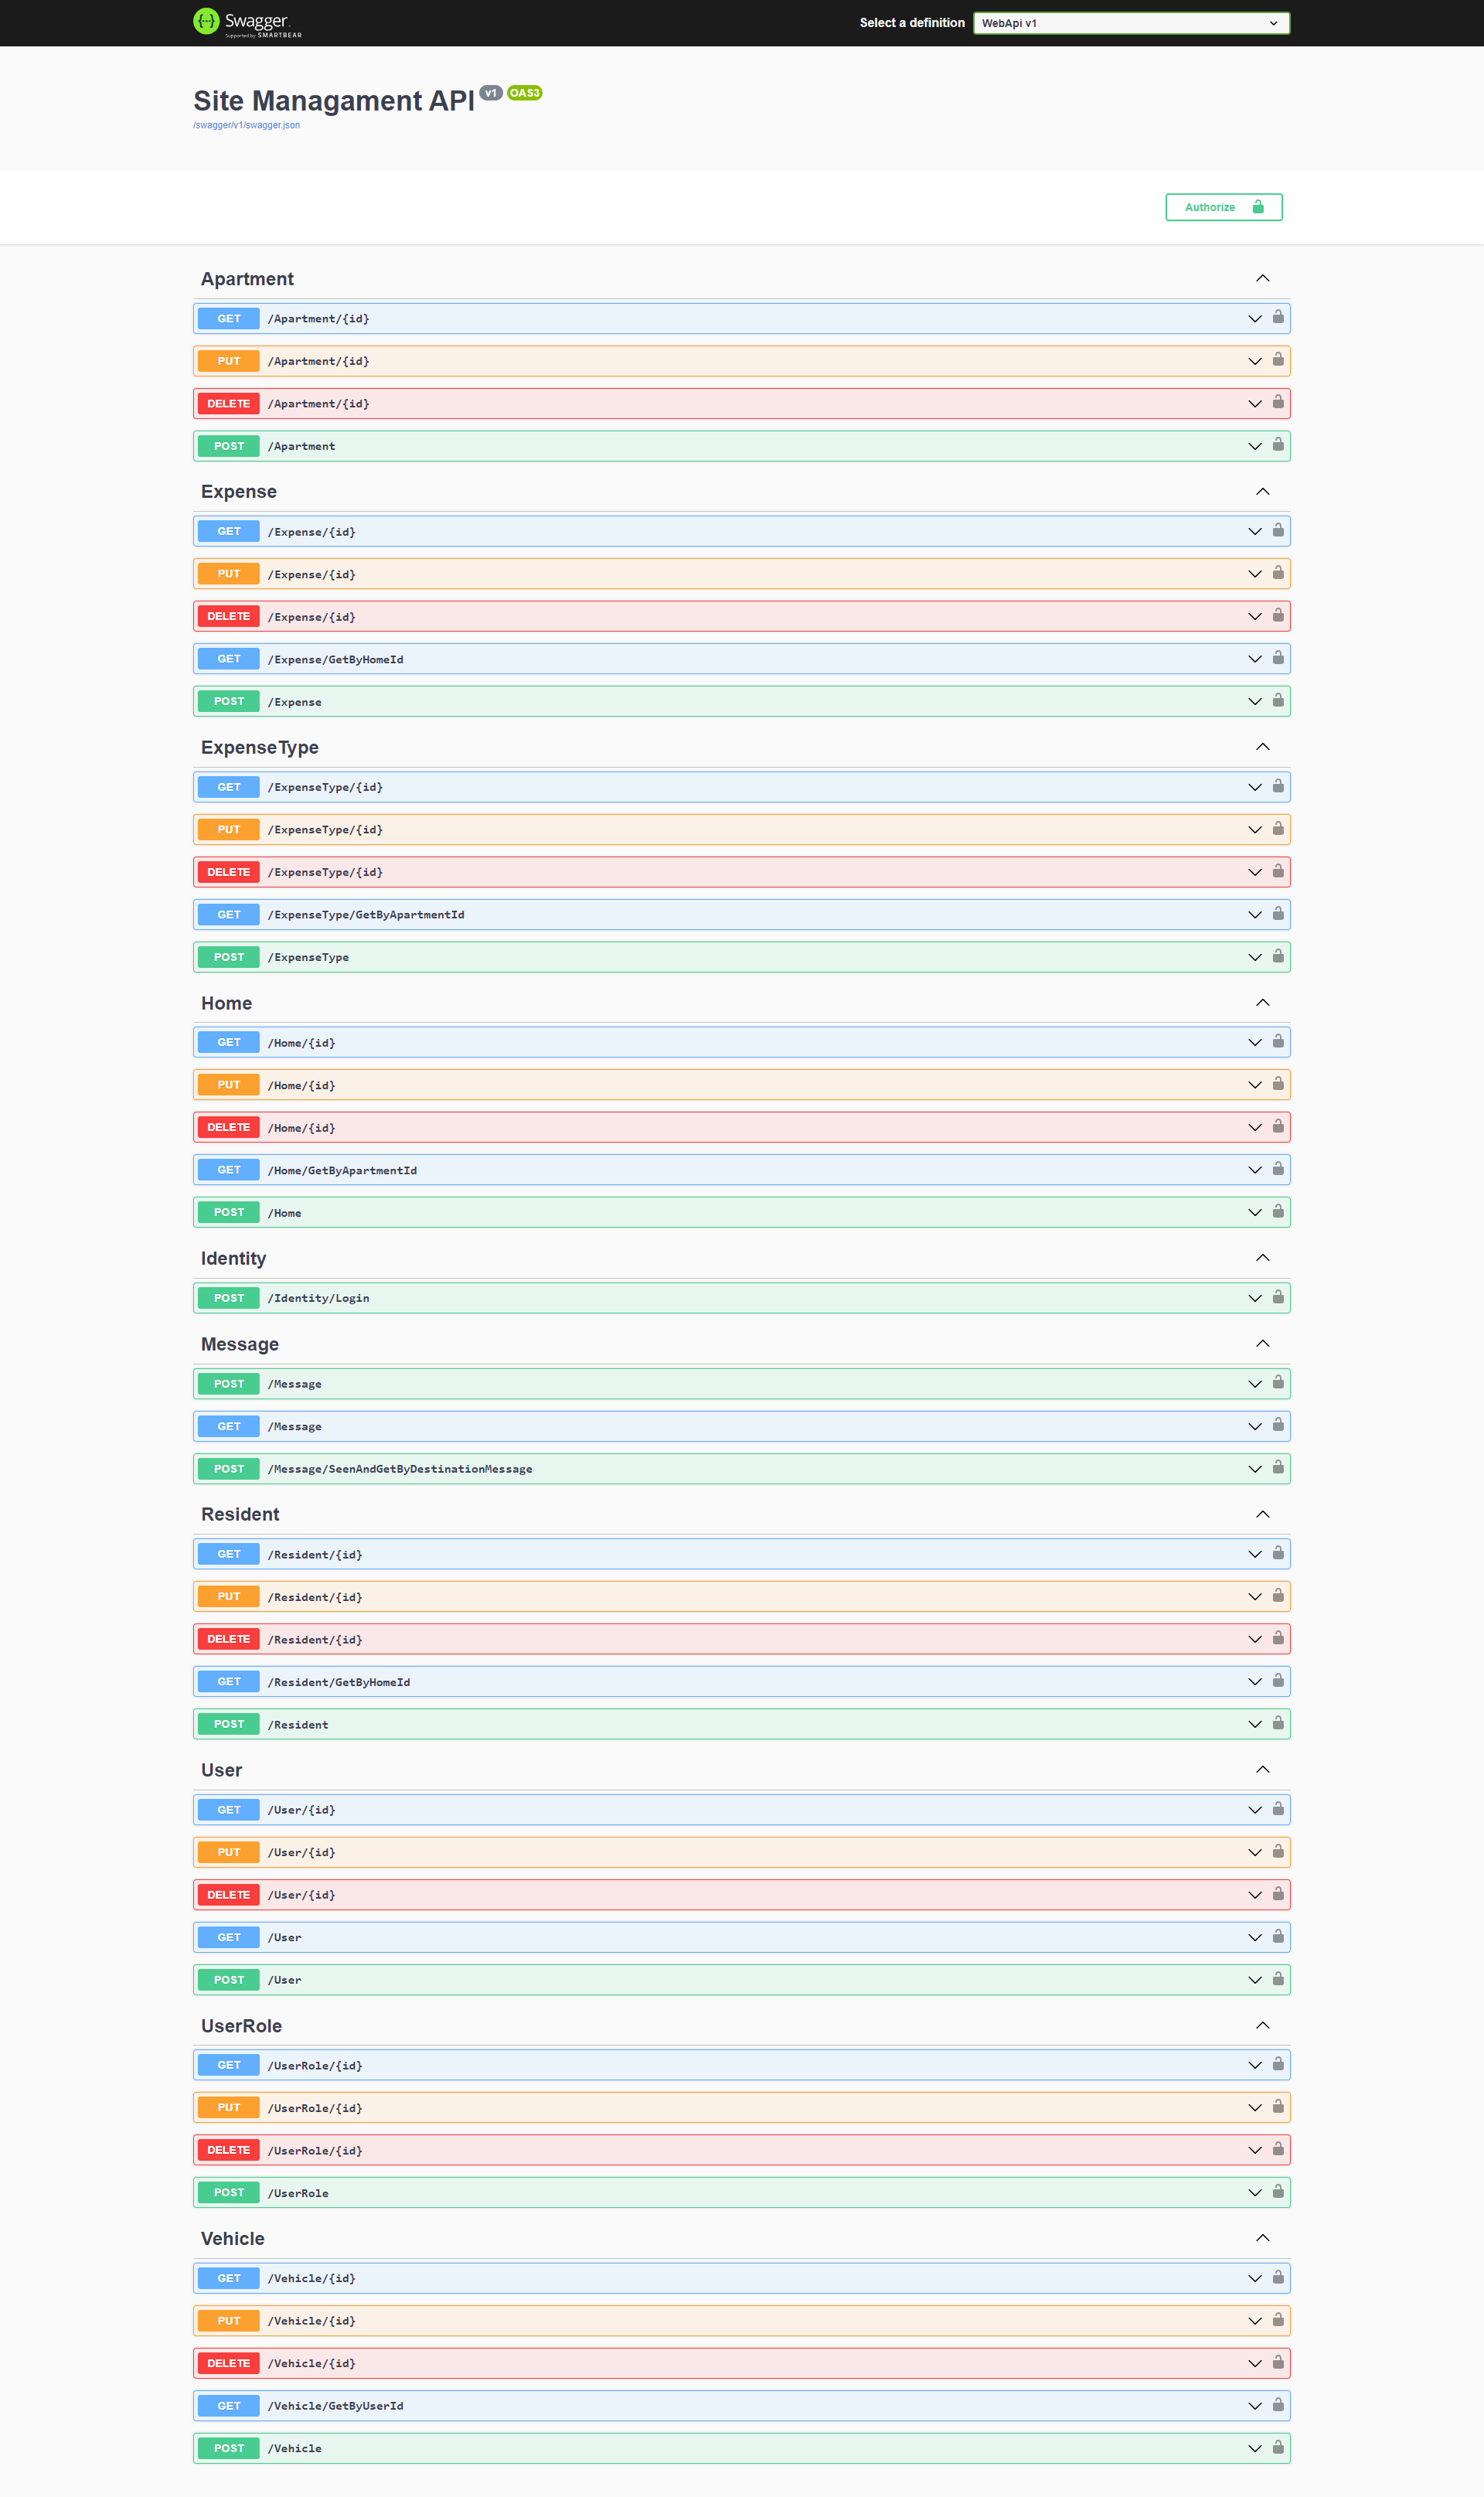 Swagger.
Supported by SMARTBEAR
Select a definition
WebApi v1
Site Managament API v1 OAS3
/swagger/v1/swagger.json
Authorize
Apartment
GET /Apartment/{id}
PUT /Apartment/{id}
DELETE /Apartment/{id}
POST /Apartment
Expense
GET /Expense/{id}
PUT /Expense/{id}
DELETE /Expense/{id}
GET /Expense/GetByHomeId
POST /Expense
ExpenseType
GET /ExpenseType/{id}
PUT /ExpenseType/{id}
DELETE /ExpenseType/{id}
GET /ExpenseType/GetByApartmentId
POST /ExpenseType
Home
GET /Home/{id}
PUT /Home/{id}
DELETE /Home/{id}
GET /Home/GetByApartmentId
POST /Home
Identity
POST /Identity/Login
Message
POST /Message
GET /Message
POST /Message/SeenAndGetByDestinationMessage
Resident
GET /Resident/{id}
PUT /Resident/{id}
DELETE /Resident/{id}
GET /Resident/GetByHomeId
POST /Resident
User
GET /User/{id}
PUT /User/{id}
DELETE /User/{id}
GET /User
POST /User
UserRole
GET /UserRole/{id}
PUT /UserRole/{id}
DELETE /UserRole/{id}
POST /UserRole
Vehicle
GET /Vehicle/{id}
PUT /Vehicle/{id}
DELETE /Vehicle/{id}
GET /Vehicle/GetByUserId
POST /Vehicle